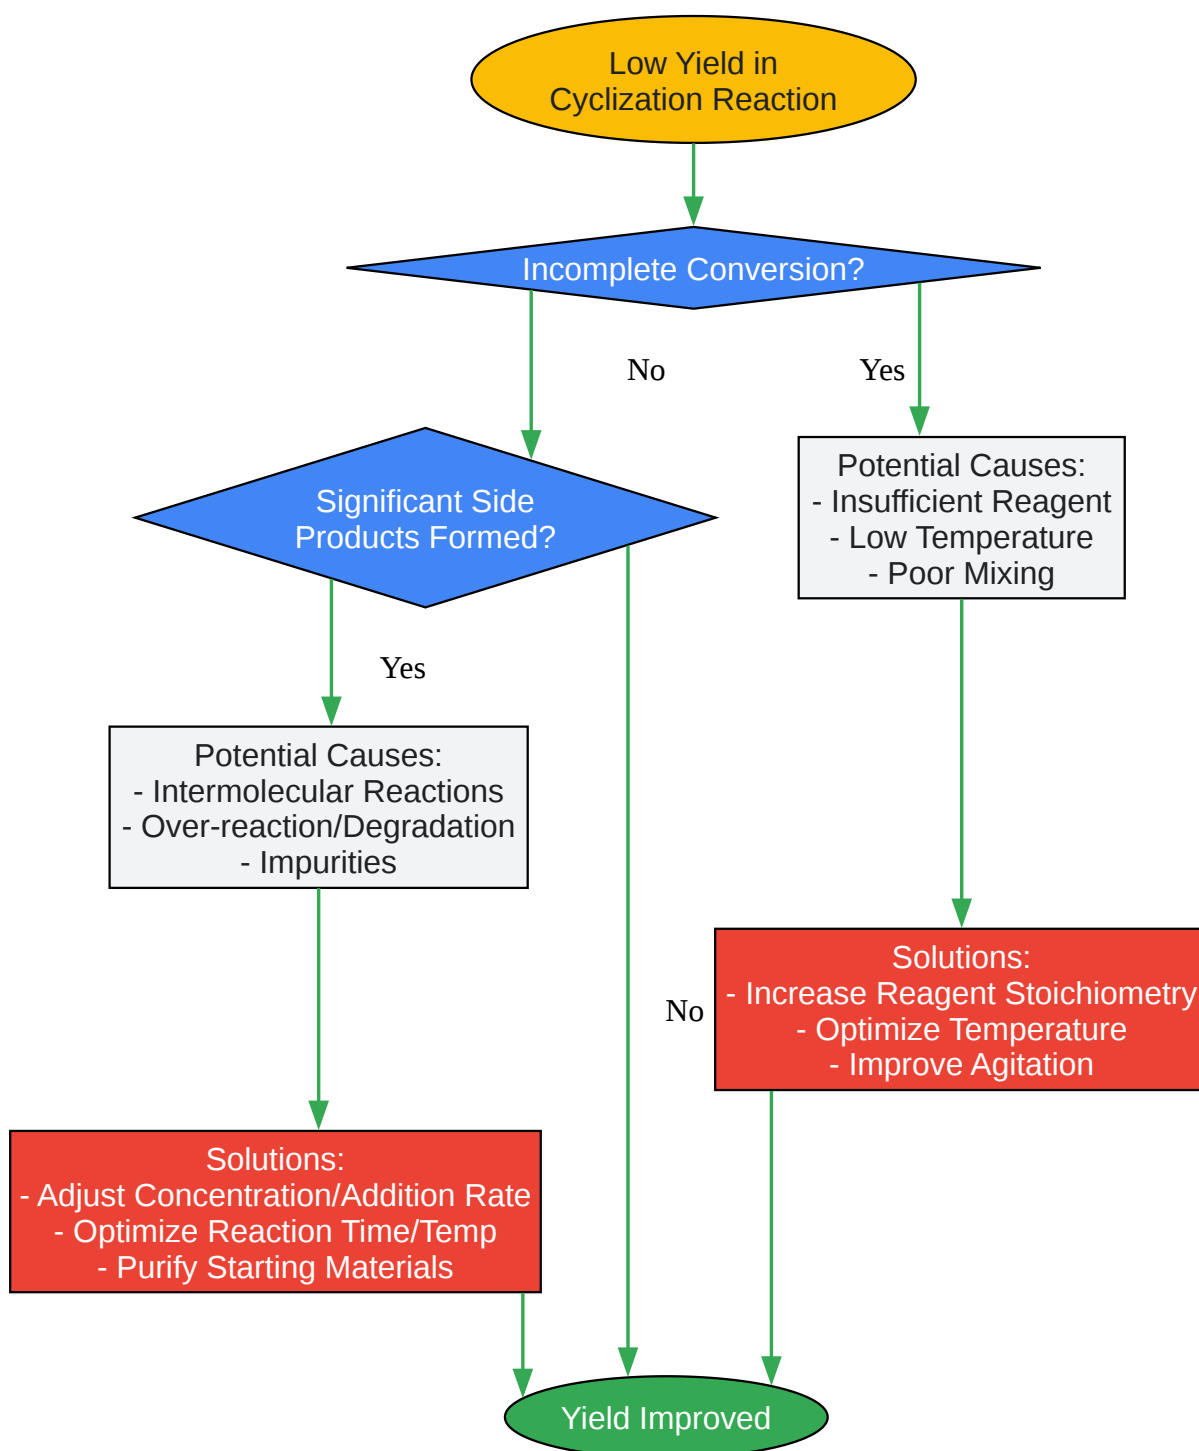 Low Yield in
Cyclization Reaction
Incomplete Conversion?
No
Yes
Significant Side
Products Formed?
Potential Causes:
- Insufficient Reagent
- Low Temperature
- Poor Mixing
Yes
Potential Causes:
- Intermolecular Reactions
- Over-reaction/Degradation
- Impurities
Solutions:
- Increase Reagent Stoichiometry
- Optimize Temperature
- Improve Agitation
No
Solutions:
- Adjust Concentration/Addition Rate
- Optimize Reaction Time/Temp
- Purify Starting Materials
Yield Improved